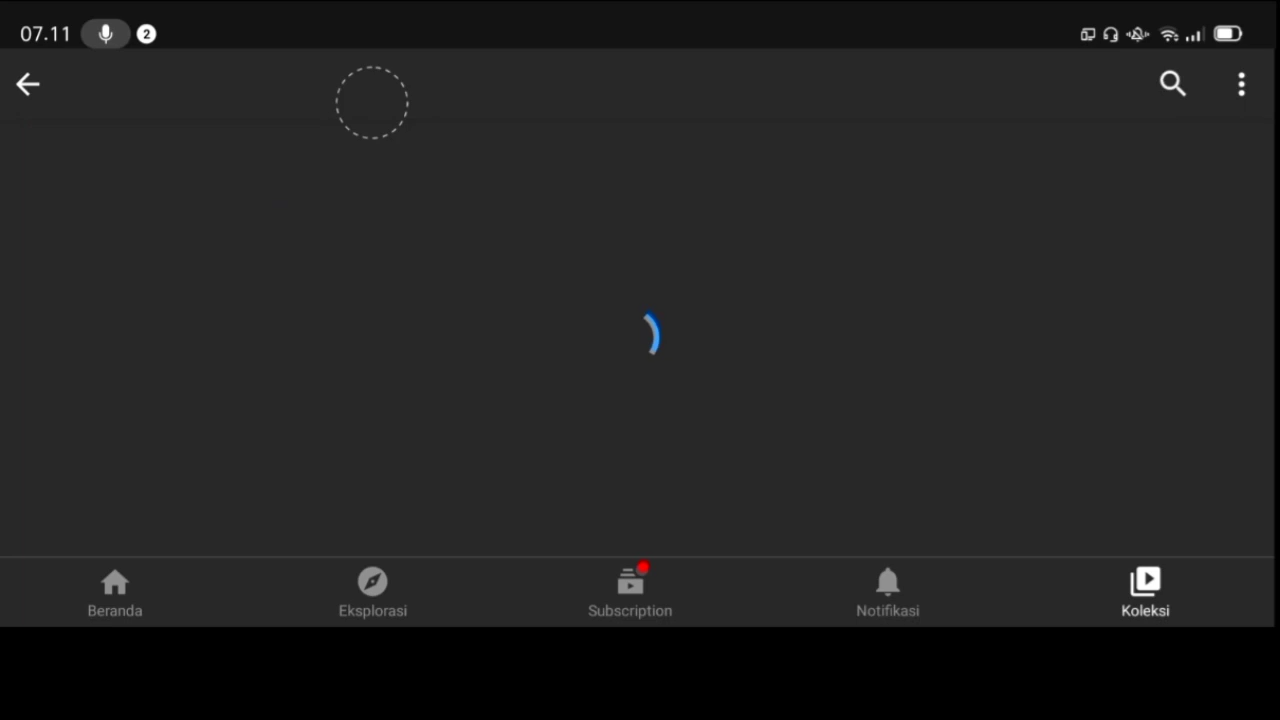 07.11
2
Beranda
Eksplorasi
Subscription
Notifikasi
Koleksi